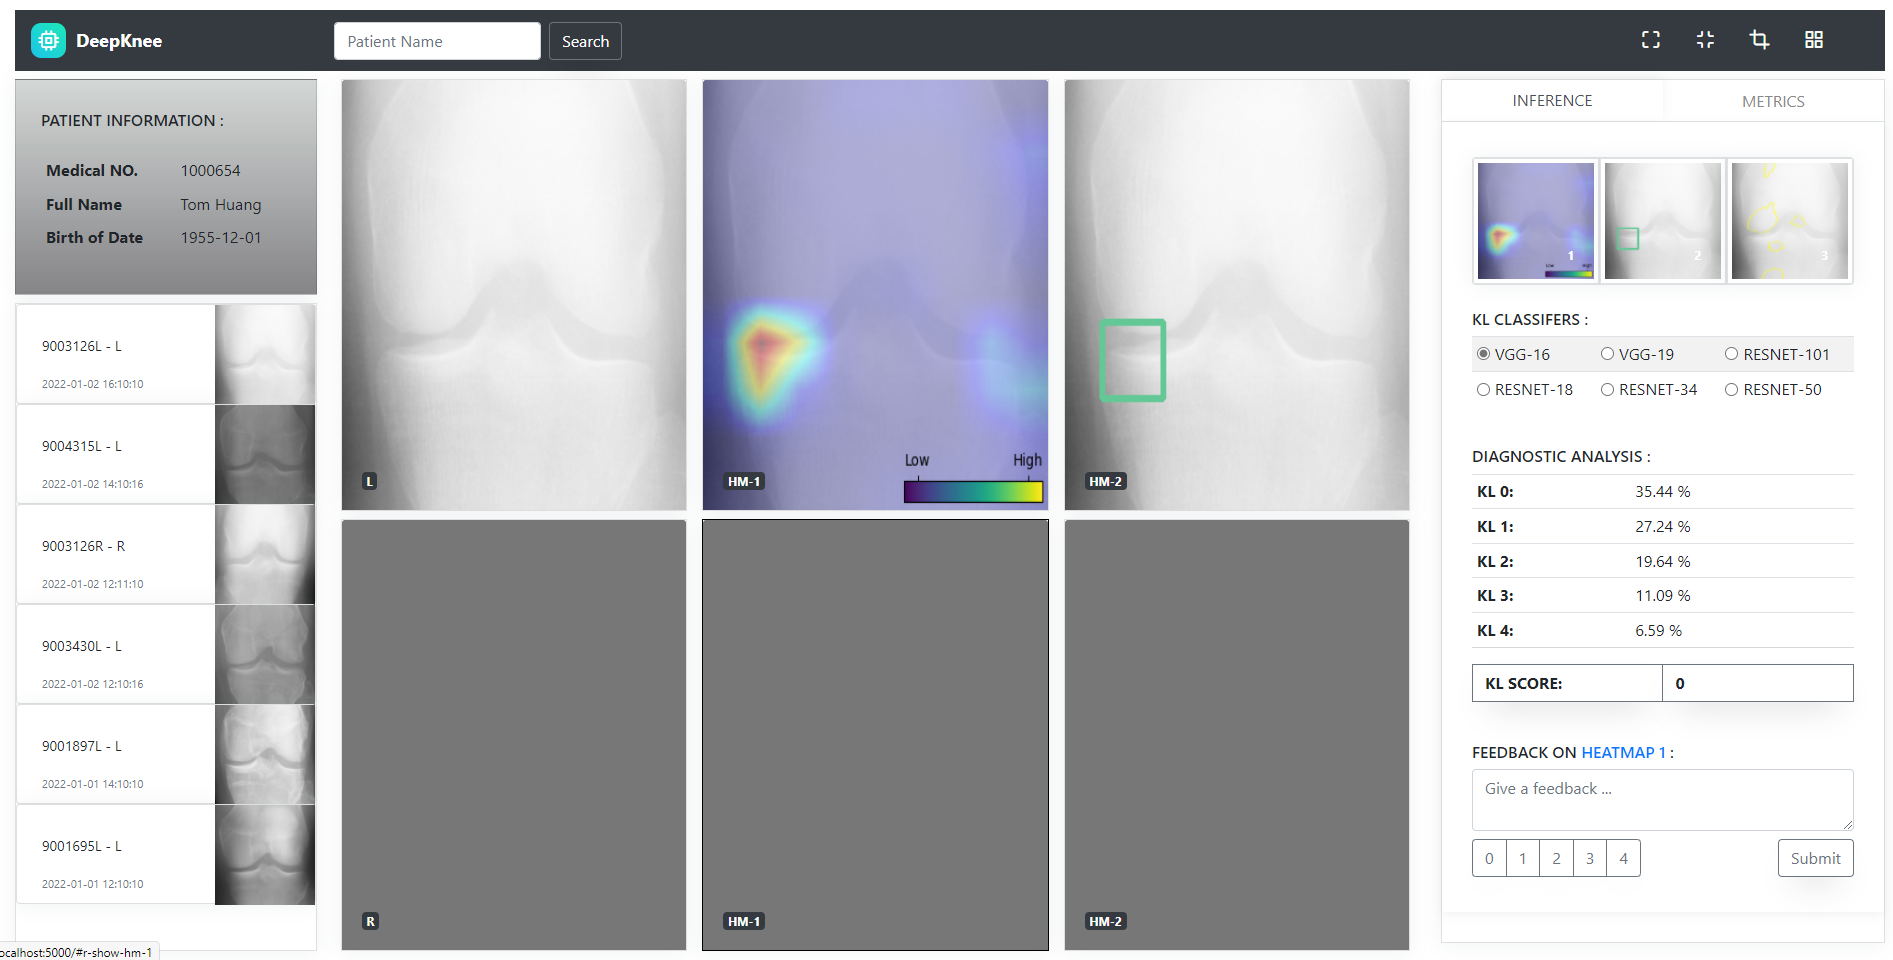 DeepKnee
Patient Name
Search
PATIENT INFORMATION :
Medical NO. 1000654
Full Name Tom Huang
Birth of Date 1955-12-01
9003126L - L
2022-01-02 16:10:10
9004315L - L
2022-01-02 14:10:16
9003126R - R
2022-01-02 12:11:10
9003430L - L
2022-01-02 12:10:16
9001897L - L
2022-01-01 14:10:10
9001695L - L
2022-01-01 12:10:10
ocalhost:5000/#r-show-hm-1
L
Low High
HM-1
HM-2
R
HM-1
HM-2
INFERENCE METRICS
1 2 3
Low High
KL CLASSIFERS :
VGG-16 VGG-19 RESNET-101
RESNET-18 RESNET-34 RESNET-50
DIAGNOSTIC ANALYSIS :
KL 0: 35.44 %
KL 1: 27.24 %
KL 2: 19.64 %
KL 3: 11.09 %
KL 4: 6.59 %
KL SCORE: 0
FEEDBACK ON HEATMAP 1 :
Give a feedback ...
0 1 2 3 4 Submit